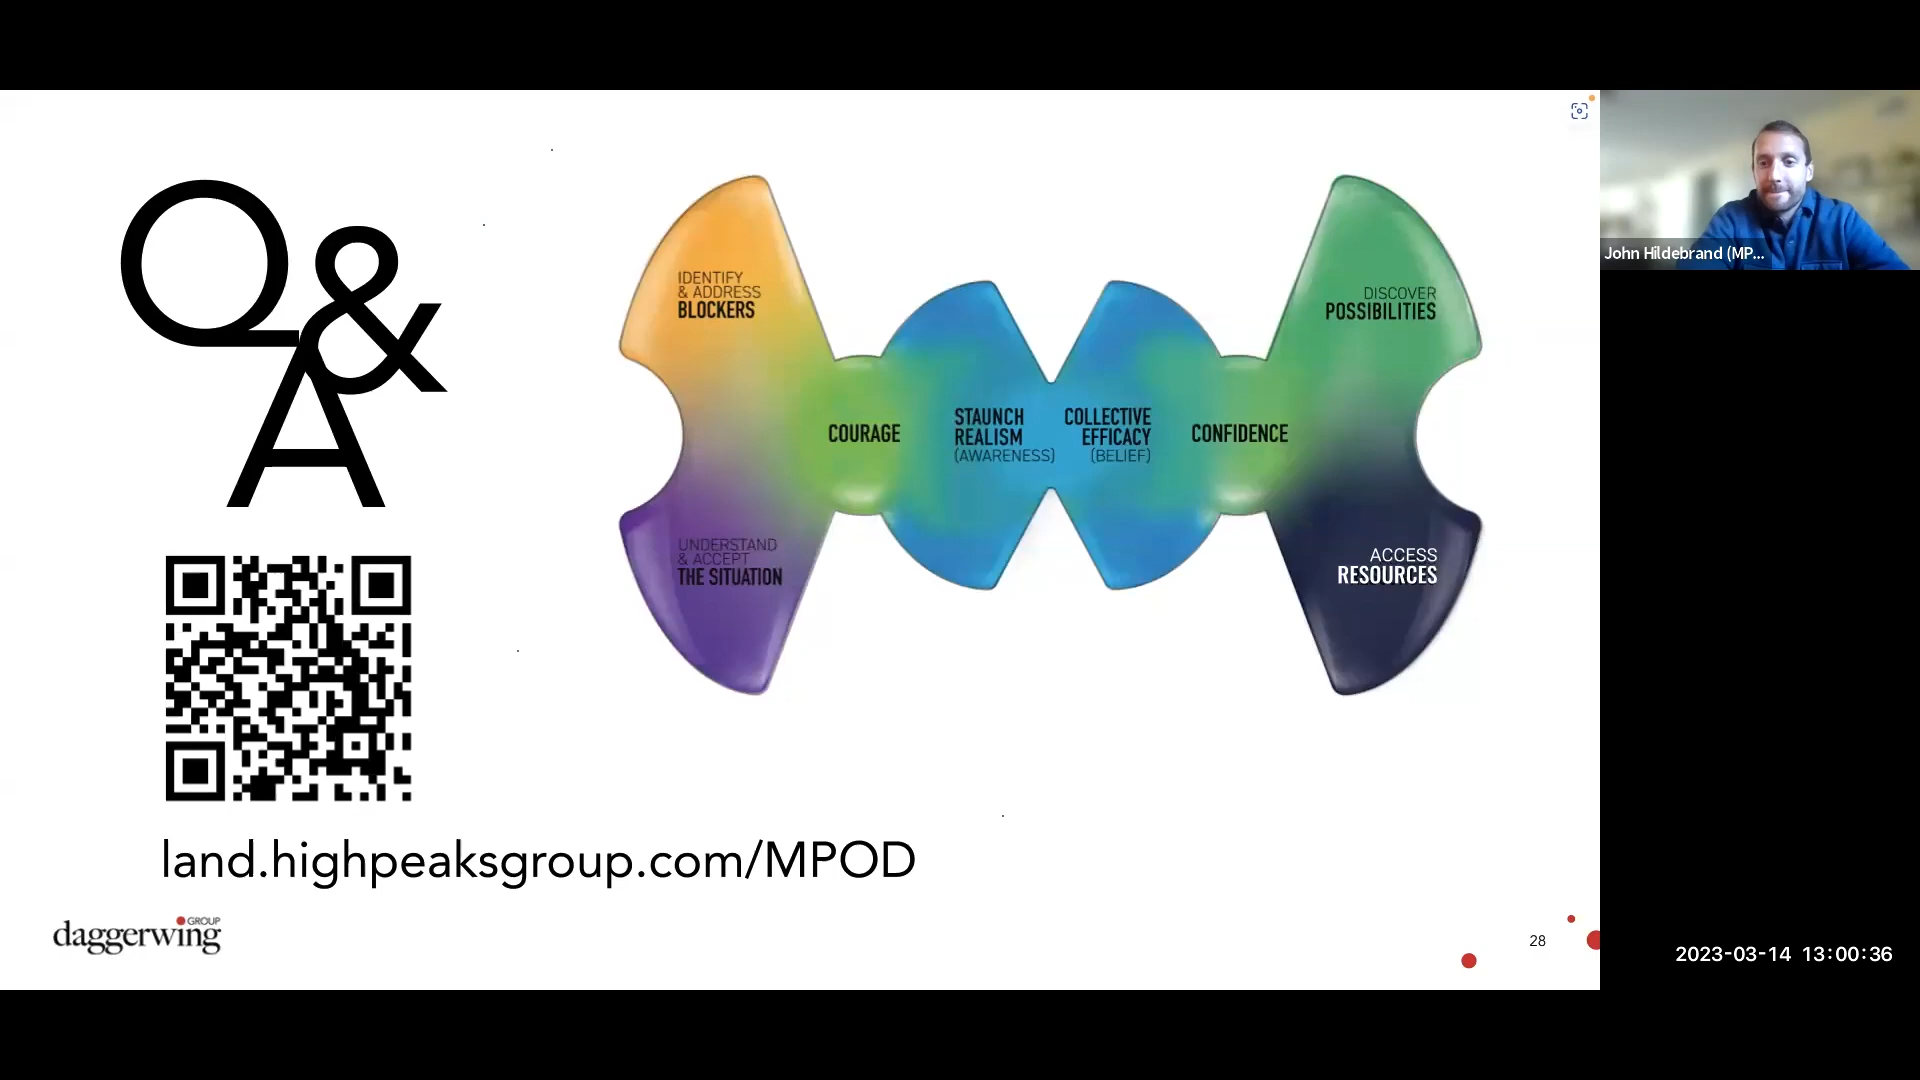 Q&
A
IDENTIFY
& ADDRESS
BLOCKERS
DISCOVER
POSSIBILITIES
COURAGE
STAUNCH
REALISM
(AWARENESS)
COLLECTIVE
EFFICACY
(BELIEF)
CONFIDENCE
UNDERSTAND
& ACCEPT
THE SITUATION
ACCESS
RESOURCES
land.highpeaksgroup.com/MPOD
GROUP
daggerwing
28
John Hildebrand (MP...
2023-03-14 13:00:36